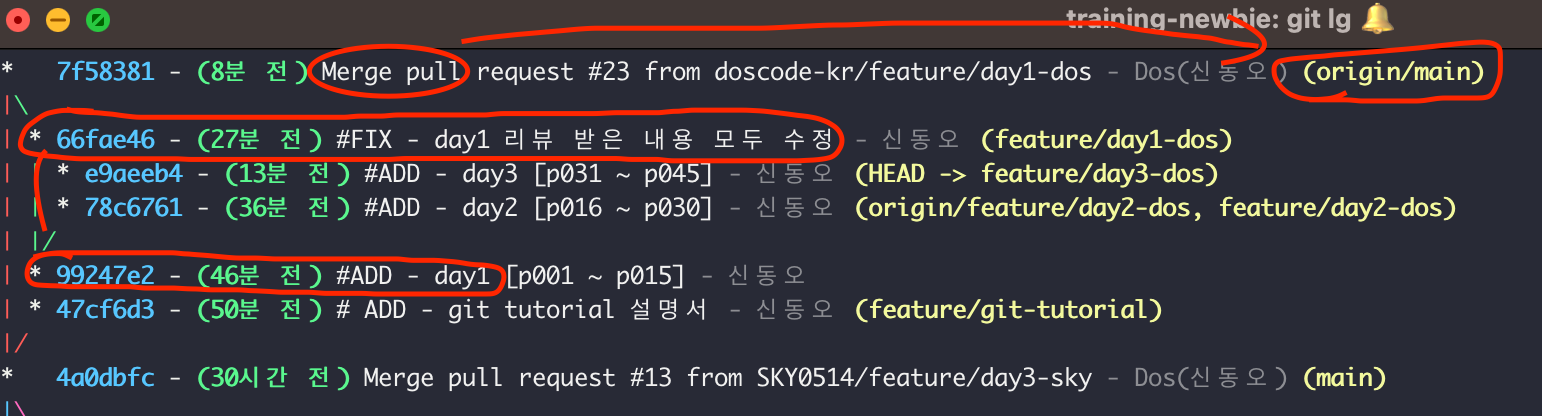 training-newbie: git lg 🔔
*   7f58381 - (8분 전) Merge pull request #23 from doscode-kr/feature/day1-dos - Dos(신동오) (origin/main)
|\
| * 66fae46 - (27분 전) #FIX - day1 리뷰 받은 내용 모두 수정 - 신동오 (feature/day1-dos)
| | * e9aeeb4 - (13분 전) #ADD - day3 [p031 ~ p045] - 신동오 (HEAD -> feature/day3-dos)
| | * 78c6761 - (36분 전) #ADD - day2 [p016 ~ p030] - 신동오 (origin/feature/day2-dos, feature/day2-dos)
| |/
| * 99247e2 - (46분 전) #ADD - day1 [p001 ~ p015] - 신동오
| * 47cf6d3 - (50분 전) # ADD - git tutorial 설명서 - 신동오 (feature/git-tutorial)
|/
*   4a0dbfc - (30시간 전) Merge pull request #13 from SKY0514/feature/day3-sky - Dos(신동오) (main)
|\